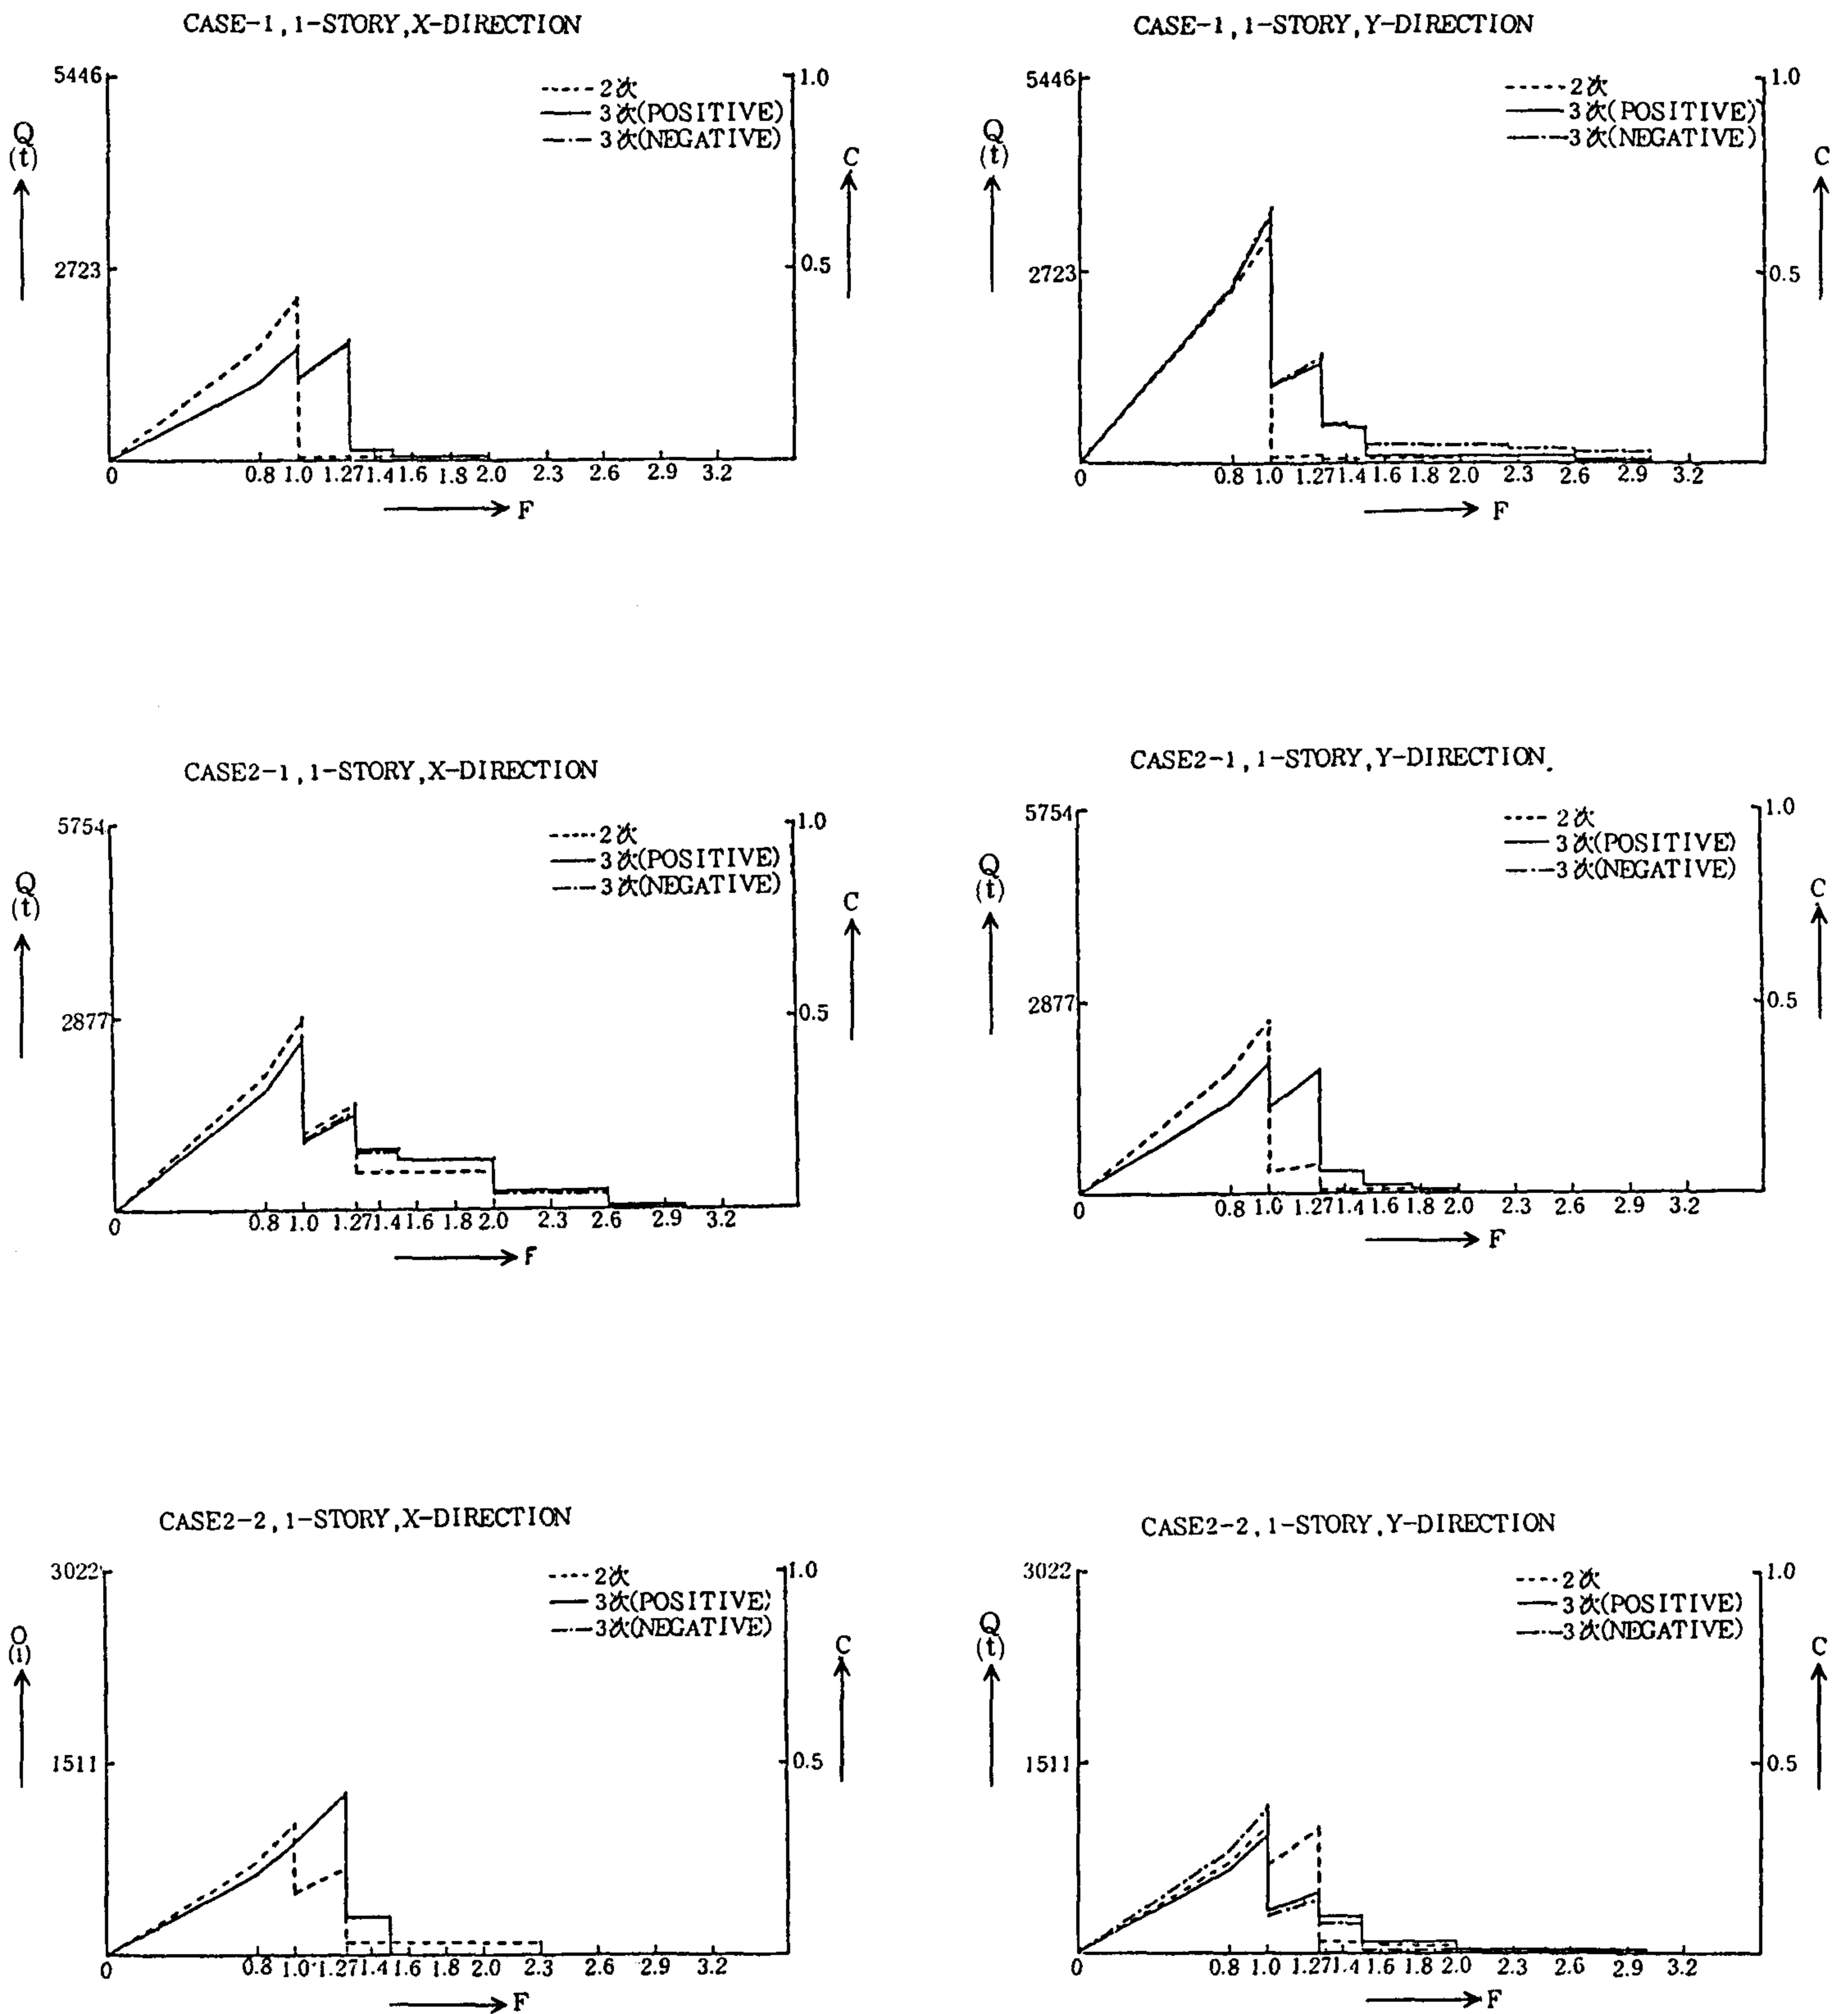 CASE-1,1-STORY,X-DIRECTION
5446
1.0
2次
3次(POSITIVE)
3次(NEGATIVE)
Q
(t)
C
2723
0.5
0 0.8 1.0 1.27 1.4 1.6 1.8 2.0 2.3 2.6 2.9 3.2
F
CASE-1,1-STORY,Y-DIRECTION
5446
1.0
2次
3次(POSITIVE)
3次(NEGATIVE)
Q
(t)
C
2723
0.5
0 0.8 1.0 1.27 1.4 1.6 1.8 2.0 2.3 2.6 2.9 3.2
F
CASE2-1,1-STORY,X-DIRECTION
5754
1.0
2次
3次(POSITIVE)
3次(NEGATIVE)
Q
(t)
C
2877
0.5
0 0.8 1.0 1.27 1.4 1.6 1.8 2.0 2.3 2.6 2.9 3.2
F
CASE2-1,1-STORY,Y-DIRECTION.
5754
1.0
2次
3次(POSITIVE)
3次(NEGATIVE)
Q
(t)
C
2877
0.5
0 0.8 1.0 1.27 1.4 1.6 1.8 2.0 2.3 2.6 2.9 3.2
F
CASE2-2,1-STORY,X-DIRECTION
3022
1.0
2次
3次(POSITIVE)
3次(NEGATIVE)
C
1511
0.5
0 0.8 1.0 1.27 1.4 1.6 1.8 2.0 2.3 2.6 2.9 3.2
F
CASE2-2,1-STORY,Y-DIRECTION
3022
1.0
2次
3次(POSITIVE)
3次(NEGATIVE)
Q
(t)
C
1511
0.5
0 0.8 1.0 1.27 1.4 1.6 1.8 2.0 2.3 2.6 2.9 3.2
F